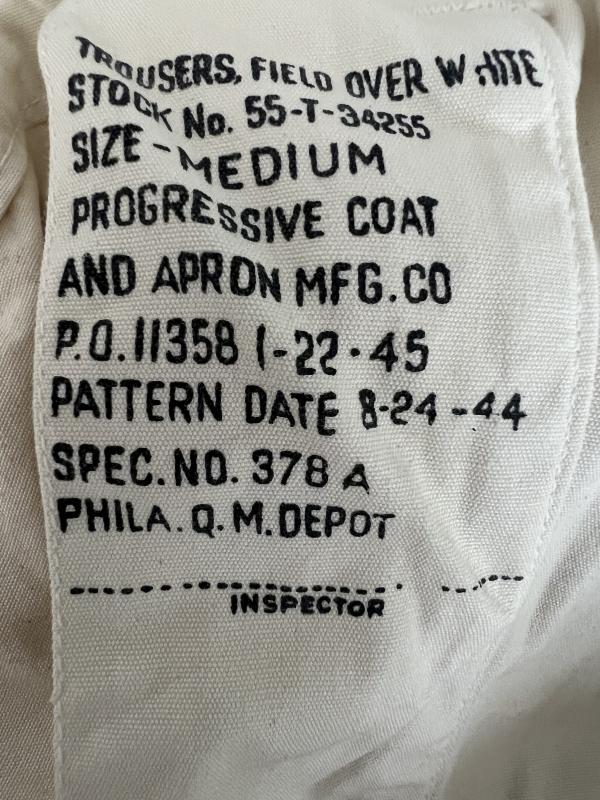 TROUSERS, FIELD OVER WHITE
STOCK No. 55-T-34255
SIZE - MEDIUM
PROGRESSIVE COAT
AND APRON MFG. CO
P.O. 11358 1-22-45
PATTERN DATE 8-24-44
SPEC. NO. 378 A
PHILA. Q. M. DEPOT
INSPECTOR